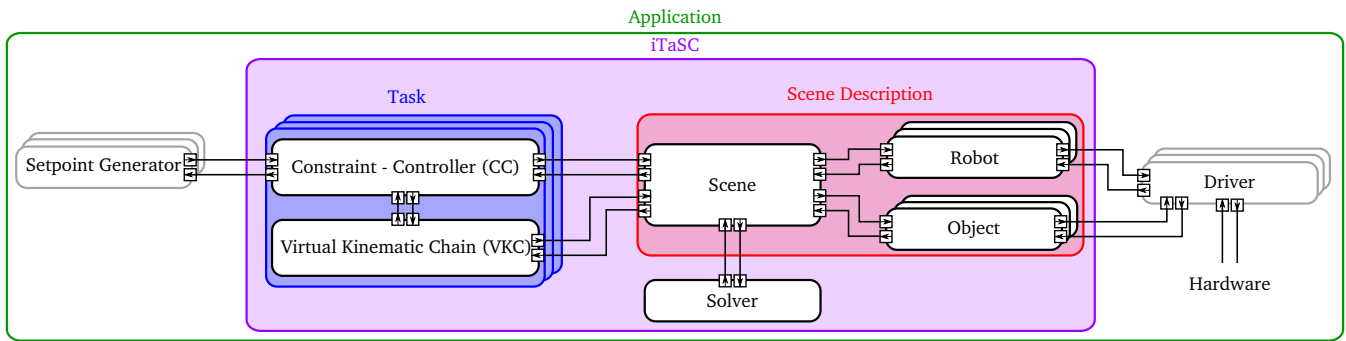 Application
iTaSC
Task
Scene Description
Setpoint Generator
Constraint - Controller (CC)
Virtual Kinematic Chain (VKC)
Scene
Solver
Robot
Object
Driver
Hardware